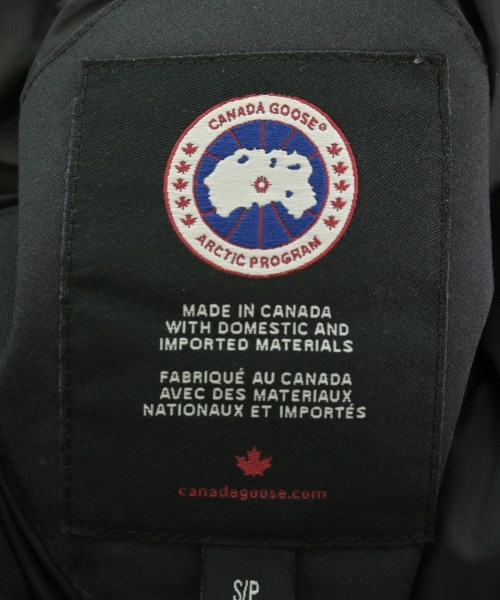 CANADA GOOSE®
ARCTIC PROGRAM
MADE IN CANADA
WITH DOMESTIC AND
IMPORTED MATERIALS
FABRIQUÉ AU CANADA
AVEC DES MATERIAUX
NATIONAUX ET IMPORTÉS
canadagoose.com
S/P